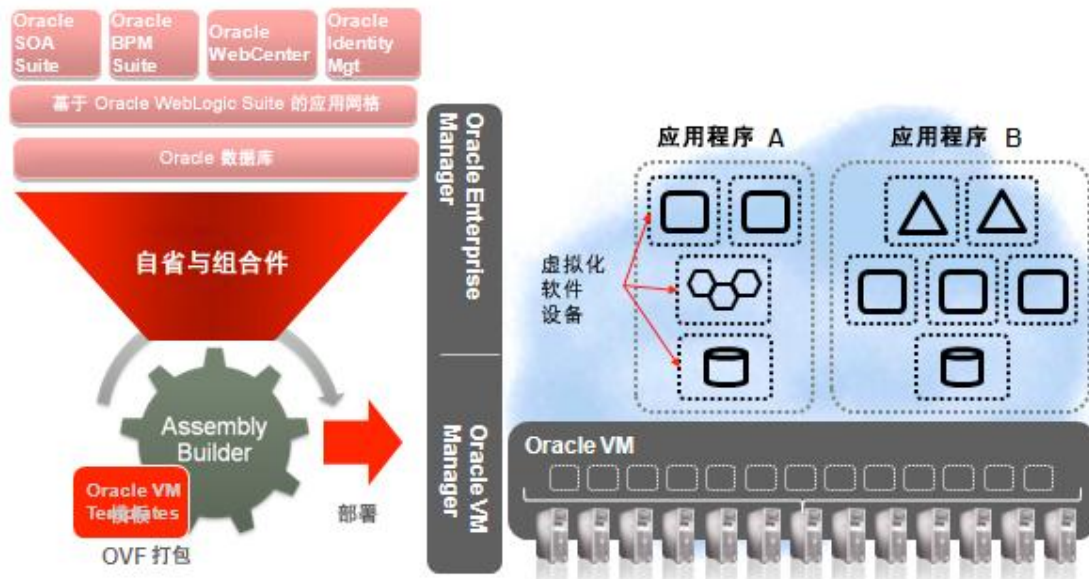 Oracle
SOA
Suite
Oracle
BPM
Suite
Oracle
WebCenter
Oracle
Identity
Mgt
基于 Oracle WebLogic Suite 的应用网格
Oracle 数据库
自省与组合件
Assembly
Builder
Oracle VM
Templates
模板
OVF 打包
部署
Oracle Enterprise
Manager
Oracle VM
Manager
应用程序 A
应用程序 B
虚拟化
软件
设备
Oracle VM